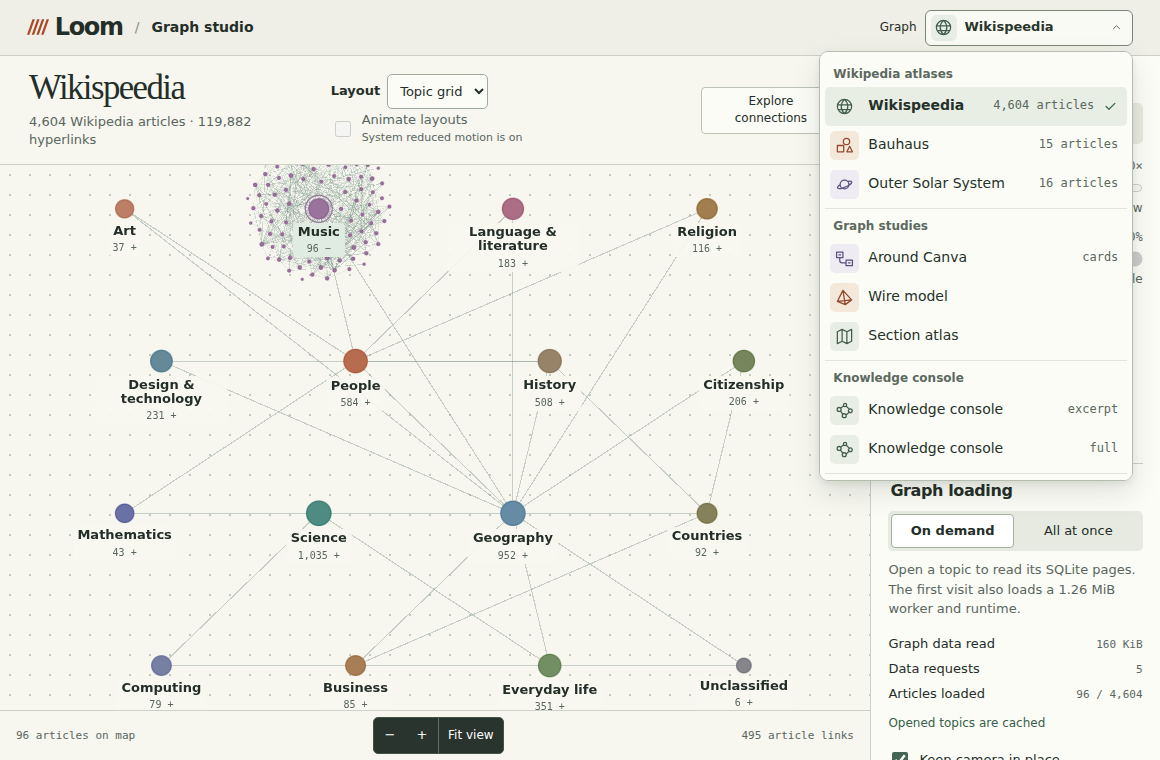 Loom / Graph studio
Graph
Wikispeedia
Wikispeedia
4,604 Wikipedia articles · 119,882
hyperlinks
Layout
Topic grid
Animate layouts
System reduced motion is on
Explore
connections
Wikipedia atlases
Wikispeedia 4,604 articles
Bauhaus 15 articles
Outer Solar System 16 articles
Graph studies
Around Canva cards
Wire model
Section atlas
Knowledge console
Knowledge console excerpt
Knowledge console full
Art
37 +
Music
96 −
Language &
literature
183 +
Religion
116 +
Design &
technology
231 +
People
584 +
History
508 +
Citizenship
206 +
Mathematics
43 +
Science
1,035 +
Geography
952 +
Countries
92 +
Computing
79 +
Business
85 +
Everyday life
351 +
Unclassified
6 +
Graph loading
On demand
All at once
Open a topic to read its SQLite pages.
The first visit also loads a 1.26 MiB
worker and runtime.
Graph data read 160 KiB
Data requests 5
Articles loaded 96 / 4,604
Opened topics are cached
Keep camera in place
96 articles on map
− + Fit view
495 article links